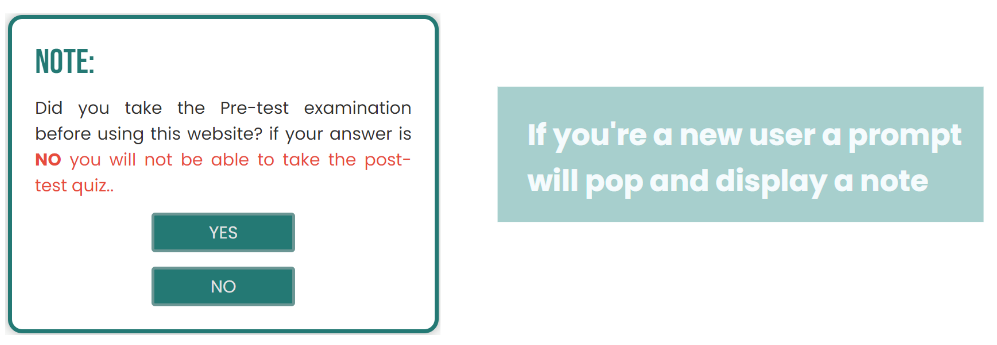 NOTE:
Did you take the Pre-test examination
before using this website? if your answer is
NO you will not be able to take the post-
test quiz..
YES
NO
If you're a new user a prompt
will pop and display a note